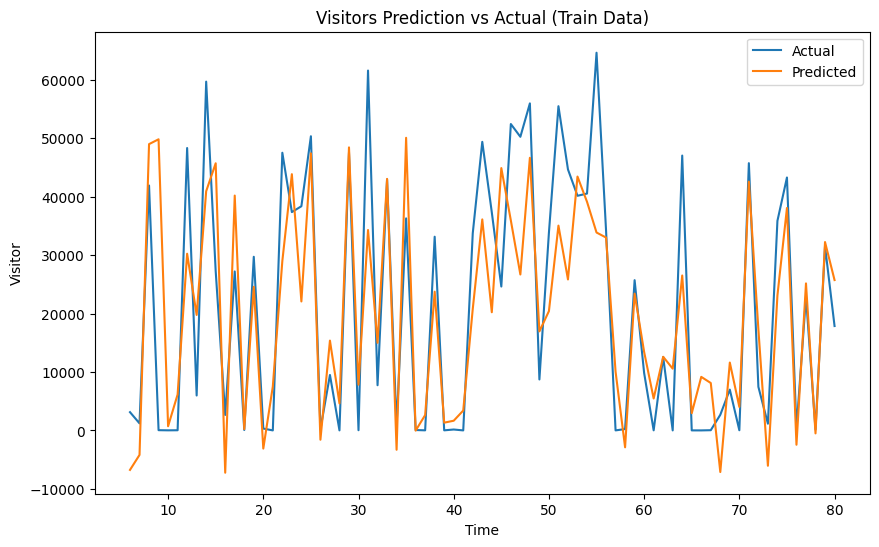 Visitors Prediction vs Actual (Train Data)
Actual
Predicted
60000
50000
40000
30000
20000
10000
0
−10000
Visitor
10 20 30 40 50 60 70 80
Time